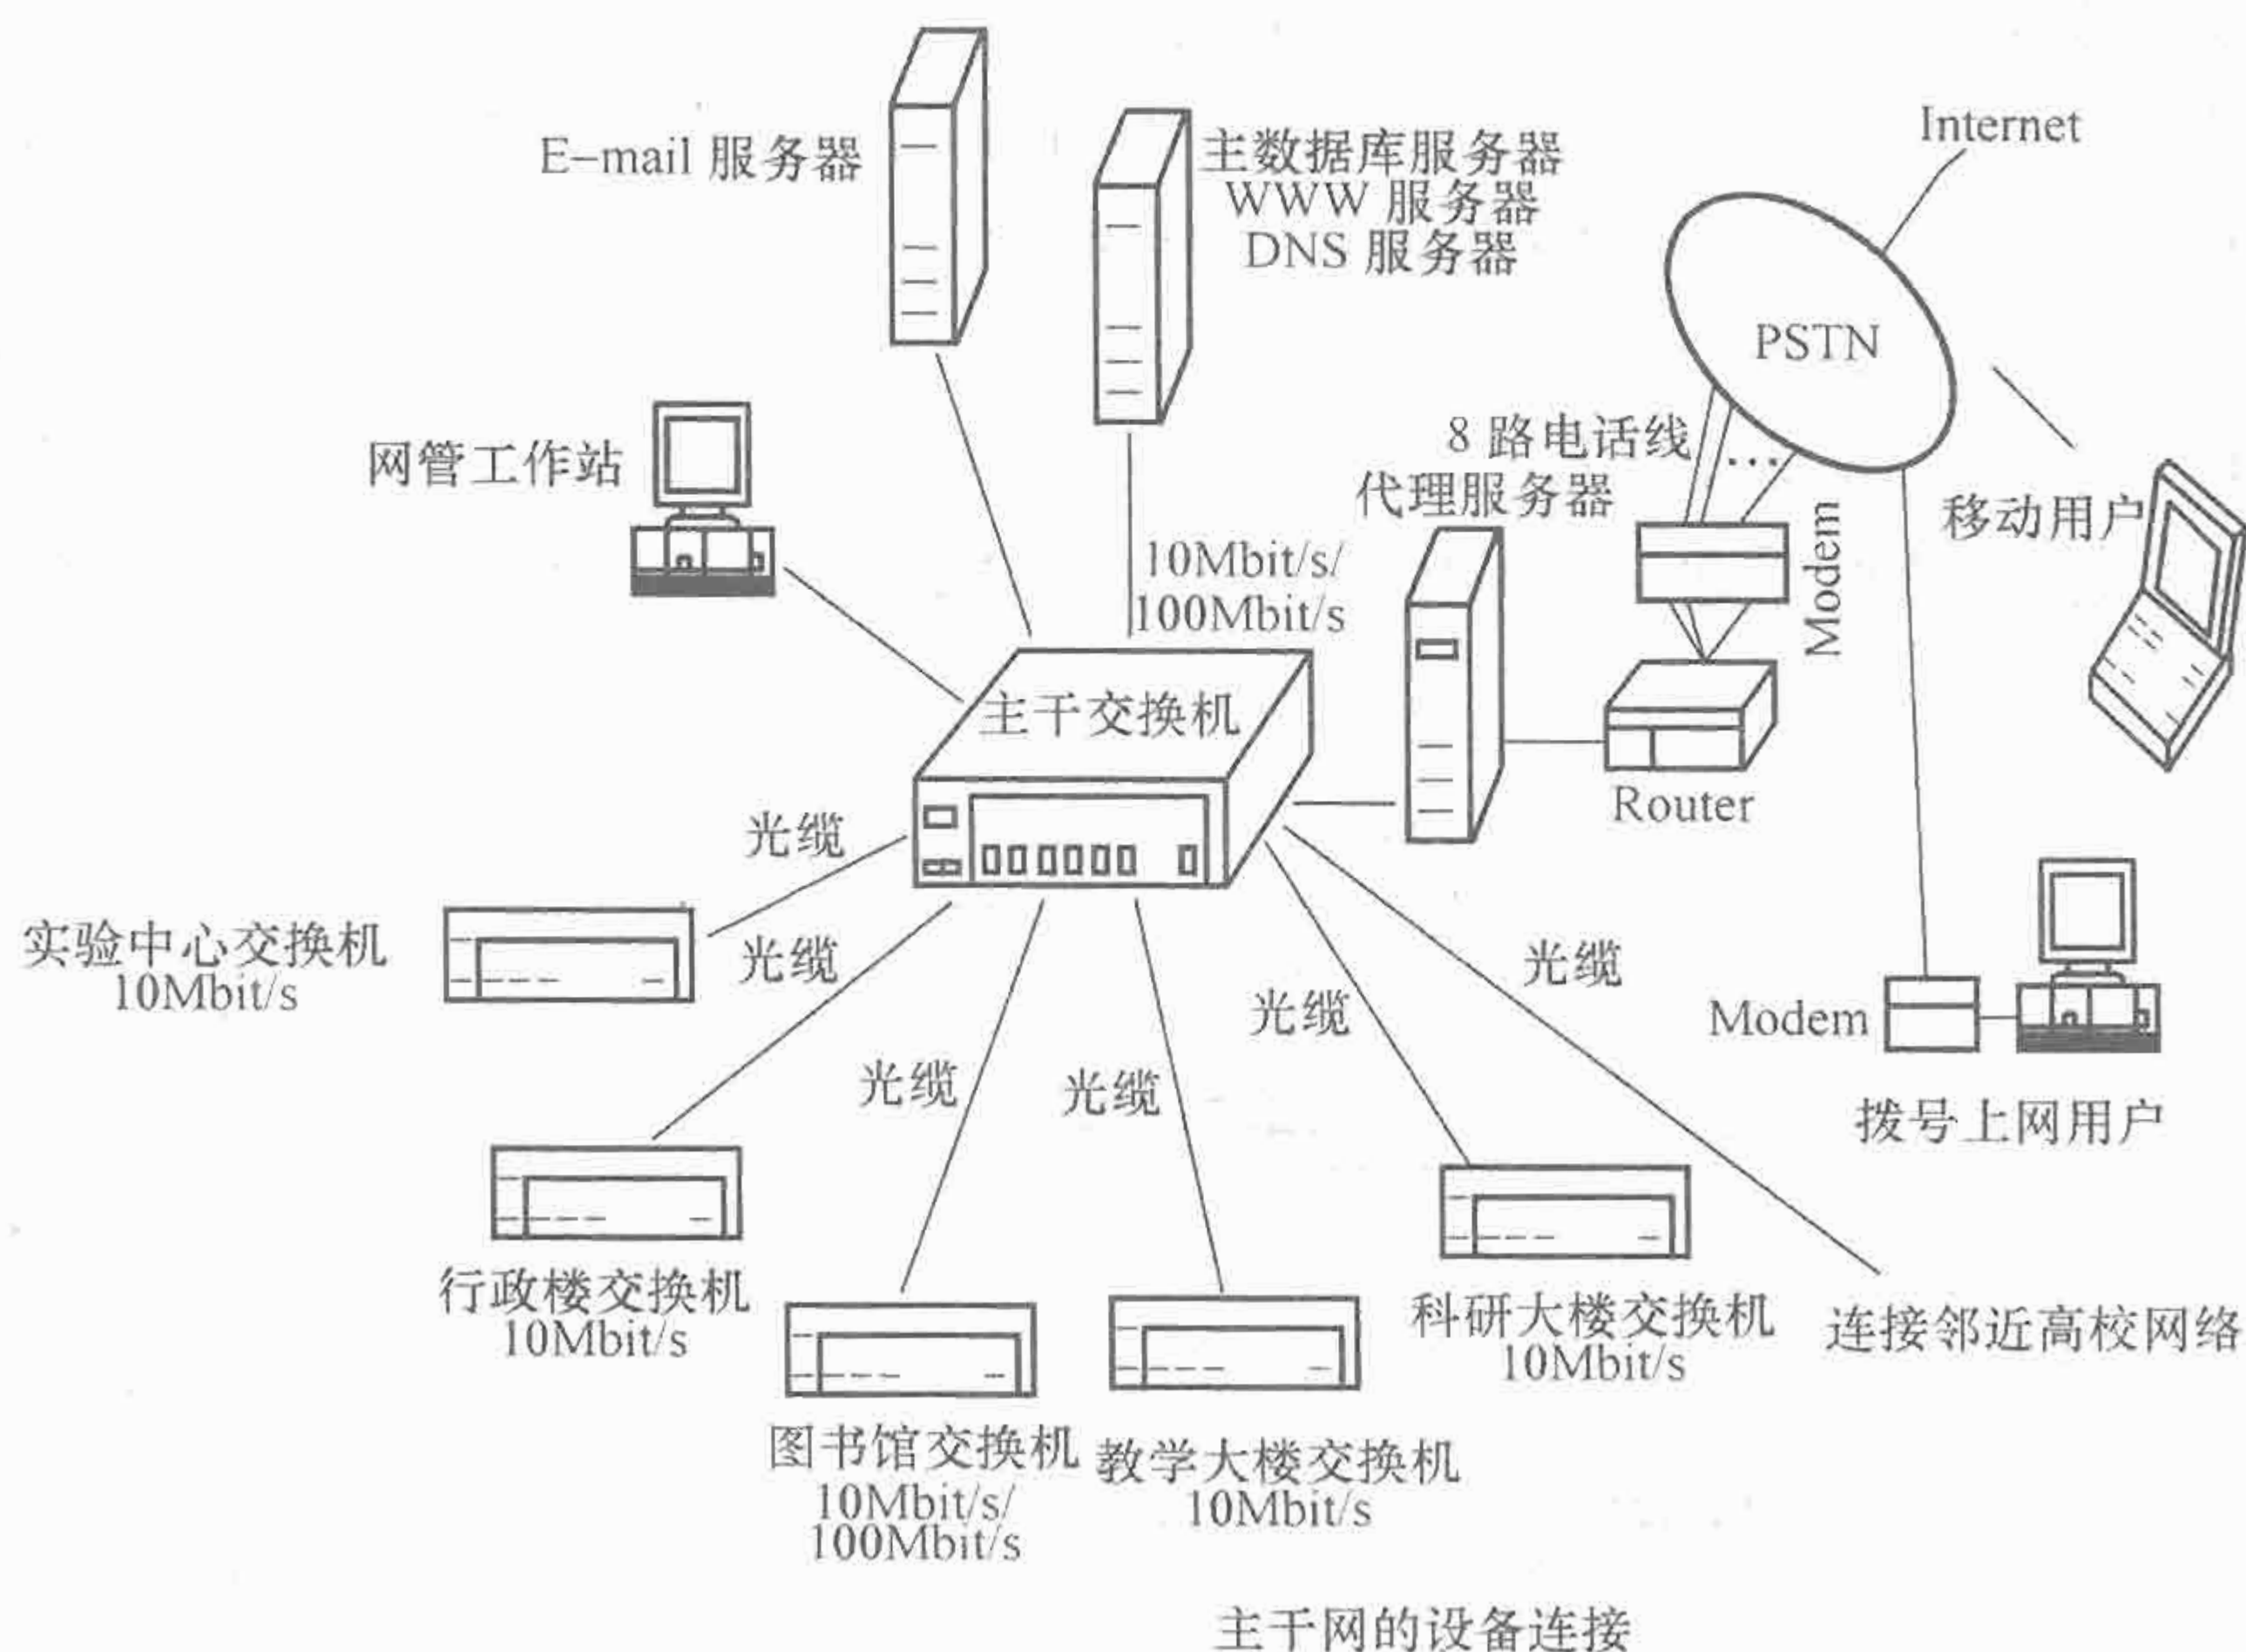 E-mail 服务器
主数据库服务器
WWW 服务器
DNS 服务器
Internet
PSTN
8 路电话线
...
代理服务器
网管工作站
移动用户
Modem
10Mbit/s/
100Mbit/s
主干交换机
Router
光缆
实验中心交换机
10Mbit/s
光缆
光缆
光缆
光缆
光缆
Modem
拨号上网用户
行政楼交换机
10Mbit/s
科研大楼交换机
10Mbit/s
连接邻近高校网络
图书馆交换机
10Mbit/s/
100Mbit/s
教学大楼交换机
10Mbit/s
主干网的设备连接